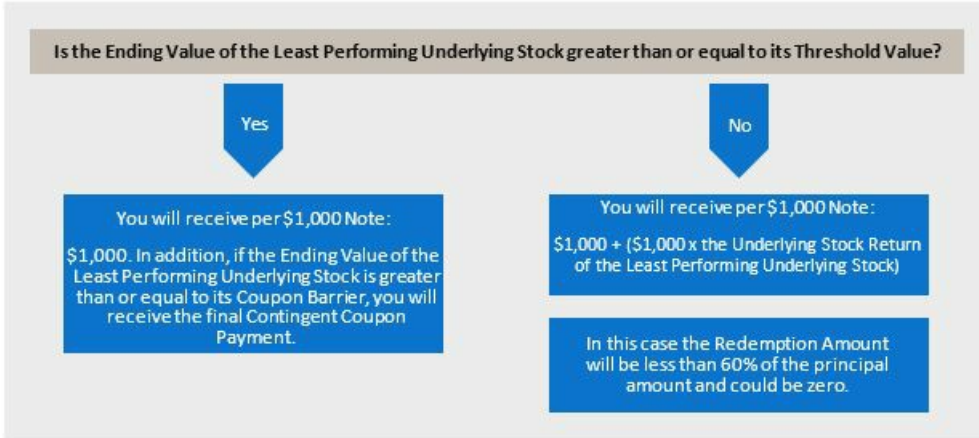 Is the Ending Value of the Least Performing Underlying Stock greater than or equal to its Threshold Value?
Yes
No
You will receive per $1,000 Note:
$1,000. In addition, if the Ending Value of the
Least Performing Underlying Stock is greater
than or equal to its Coupon Barrier, you will
receive the final Contingent Coupon
Payment.
You will receive per $1,000 Note:
$1,000 + ($1,000 x the Underlying Stock Return
of the Least Performing Underlying Stock)
In this case the Redemption Amount
will be less than 60% of the principal
amount and could be zero.